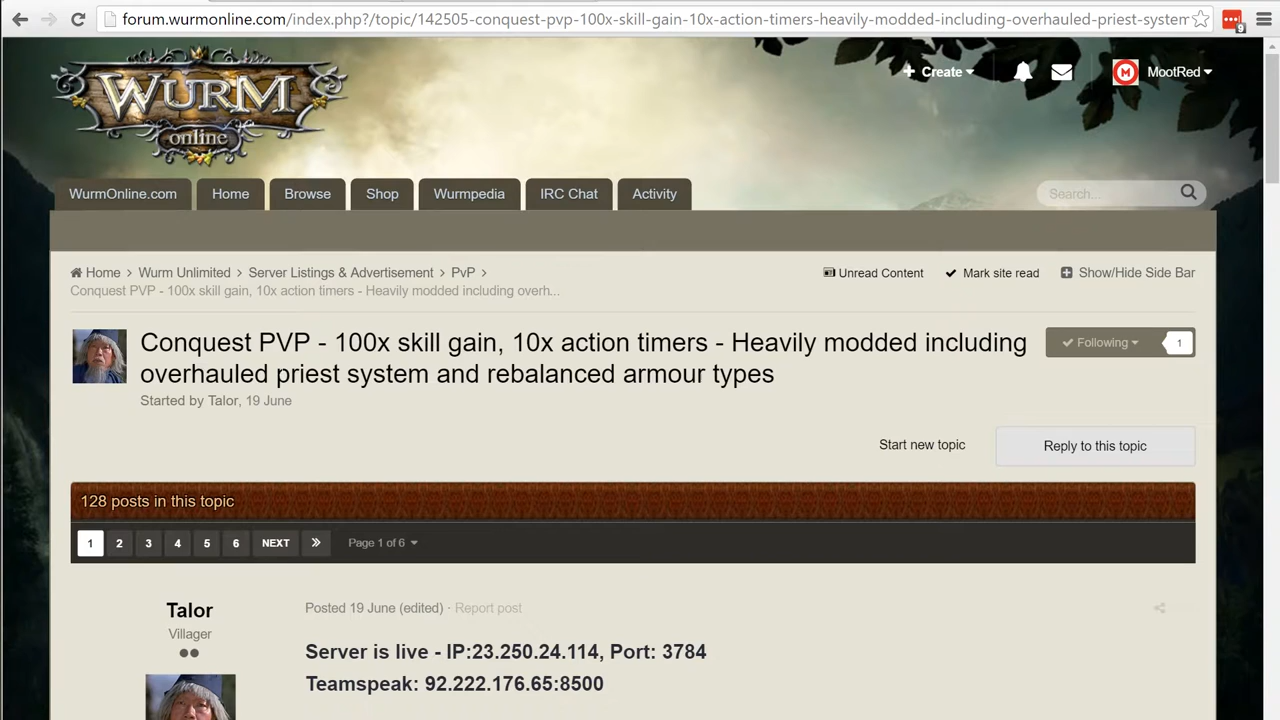 forum.wurmonline.com/index.php?/topic/142505-conquest-pvp-100x-skill-gain-10x-action-timers-heavily-modded-including-overhauled-priest-system
9
WURM
online
Create
MootRed
WurmOnline.com
Home
Browse
Shop
Wurmpedia
IRC Chat
Activity
Search...
Home > Wurm Unlimited > Server Listings & Advertisement > PvP >
Unread Content
Mark site read
Show/Hide Side Bar
Conquest PVP - 100x skill gain, 10x action timers - Heavily modded including overh...
Conquest PVP - 100x skill gain, 10x action timers - Heavily modded including
overhauled priest system and rebalanced armour types
Following
1
Started by Talor, 19 June
Start new topic
Reply to this topic
128 posts in this topic
1 2 3 4 5 6 NEXT » Page 1 of 6
Talor
Villager
Posted 19 June (edited) · Report post
Server is live - IP:23.250.24.114, Port: 3784
Teamspeak: 92.222.176.65:8500